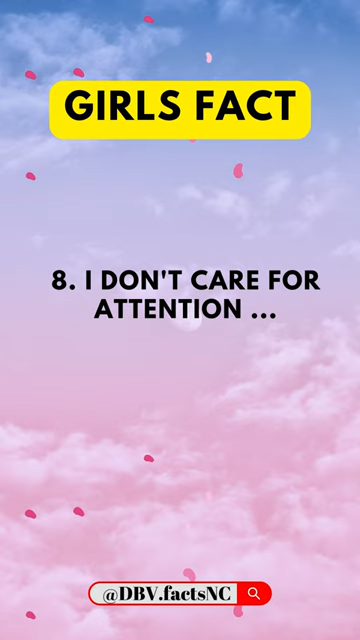 GIRLS FACT
8. I DON'T CARE FOR
ATTENTION ...
@DBV.factsNC